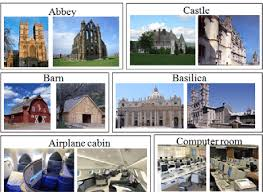 Abbey
Castle
Barn
Basilica
Airplane cabin
Computer room